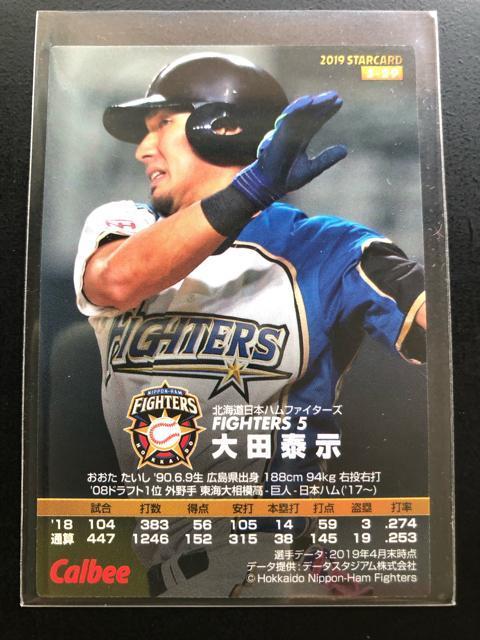 2019 STARCARD
S-29
FIGHTERS
NIPPON-HAM
FIGHTERS
HOKKAIDO
北海道日本ハムファイターズ
FIGHTERS 5
大田泰示
おおた たいし '90.6.9生 広島県出身 188cm 94kg 右投右打
'08ドラフト1位 外野手 東海大相模高-巨人-日本ハム('17～)
試合 打数 得点 安打 本塁打 打点 盗塁 打率
'18 104 383 56 105 14 59 3 .274
通算 447 1246 152 315 38 145 19 .253
選手データ:2019年4月末時点
データ提供:データスタジアム株式会社
© Hokkaido Nippon-Ham Fighters
Calbee